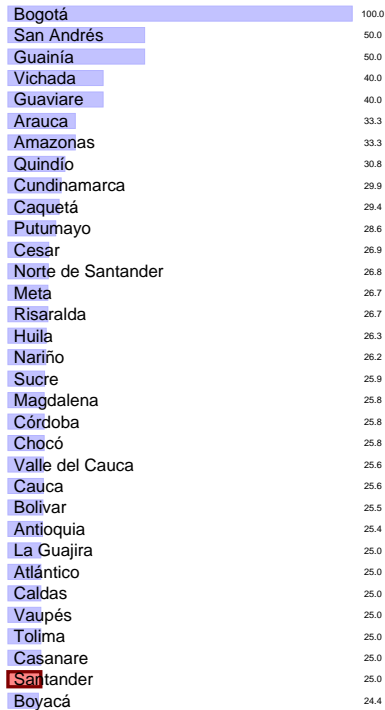 Bogotá 100.0
San Andrés 50.0
Guainía 50.0
Vichada 40.0
Guaviare 40.0
Arauca 33.3
Amazonas 33.3
Quindío 30.8
Cundinamarca 29.9
Caquetá 29.4
Putumayo 28.6
Cesar 26.9
Norte de Santander 26.8
Meta 26.7
Risaralda 26.7
Huila 26.3
Nariño 26.2
Sucre 25.9
Magdalena 25.8
Córdoba 25.8
Chocó 25.8
Valle del Cauca 25.6
Cauca 25.6
Bolivar 25.5
Antioquia 25.4
La Guajira 25.0
Atlántico 25.0
Caldas 25.0
Vaupés 25.0
Tolima 25.0
Casanare 25.0
Santander 25.0
Boyacá 24.4